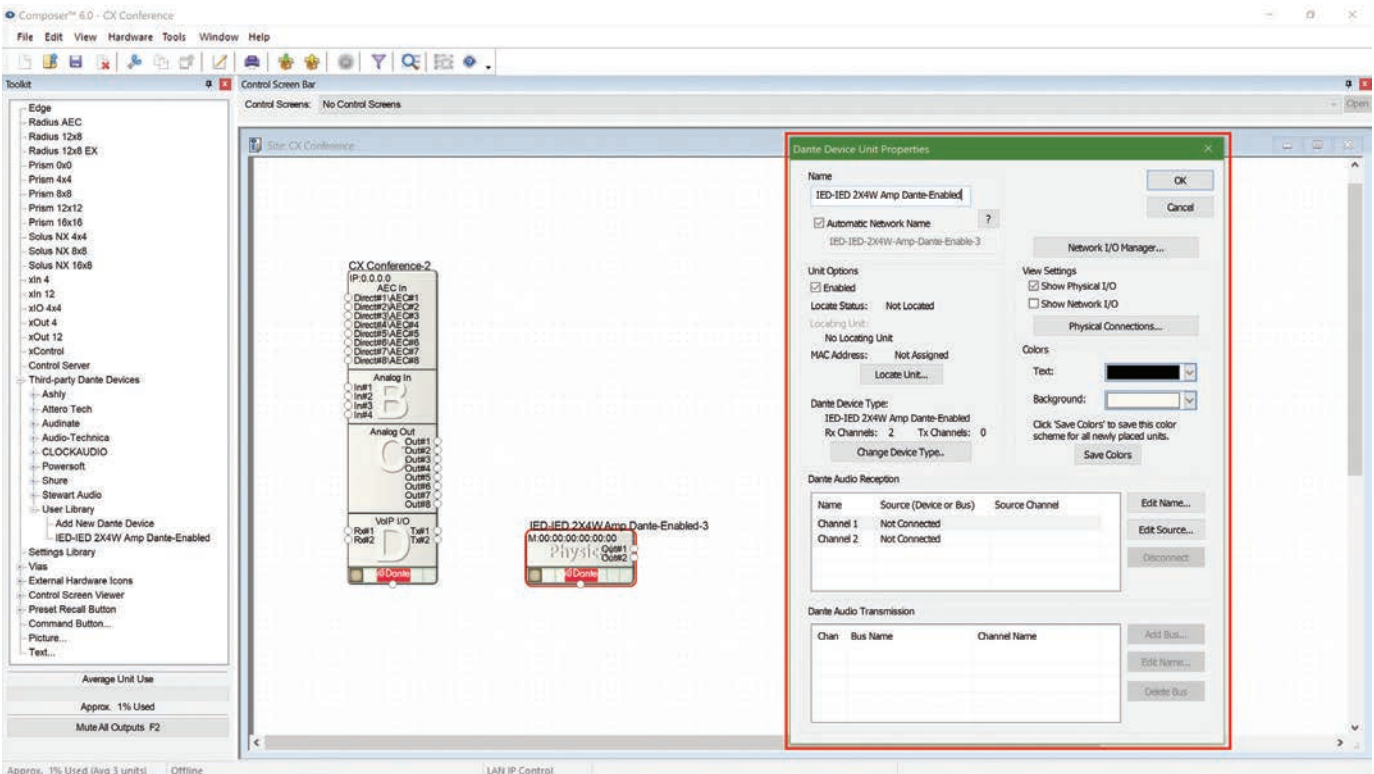 Composer™ 6.0 - CX Conference
File Edit View Hardware Tools Window Help
Toolkit
Control Screen Bar
Control Screens: No Control Screens
Open
Edge
Radius AEC
Radius 12x8
Radius 12x8 EX
Prism 0x0
Prism 4x4
Prism 8x8
Prism 12x12
Prism 16x16
Solus NX 4x4
Solus NX 8x8
Solus NX 16x8
xIn 4
xIn 12
xIO 4x4
xOut 4
xOut 12
xControl
Control Server
Third-party Dante Devices
Ashly
Attero Tech
Audinate
Audio-Technica
CLOCKAUDIO
Powersoft
Shure
Stewart Audio
User Library
Add New Dante Device
IED-IED 2X4W Amp Dante-Enabled
Settings Library
Vias
External Hardware Icons
Control Screen Viewer
Preset Recall Button
Command Button...
Picture...
Text...
Average Unit Use
Approx. 1% Used
Mute All Outputs F2
Site: CX Conference
CX Conference-2
IP:0.0.0.0
AEC In
Direct#1\AEC#1
Direct#2\AEC#2
Direct#3\AEC#3
Direct#4\AEC#4
Direct#5\AEC#5
Direct#6\AEC#6
Direct#7\AEC#7
Direct#8\AEC#8
Analog In
In#1
In#2
In#3
In#4
B
Analog Out
Out#1
Out#2
Out#3
Out#4
Out#5
Out#6
Out#7
Out#8
C
VoIP I/O
Rx#1 Tx#1
Rx#2 Tx#2
D
Dante
IED-IED 2X4W Amp Dante-Enabled-3
M:00:00:00:00:00:00
Physic
Out#1
Out#2
Dante
Dante Device Unit Properties
Name
IED-IED 2X4W Amp Dante-Enabled
OK
Cancel
Automatic Network Name
?
IED-IED-2X4W-Amp-Dante-Enable-3
Network I/O Manager...
Unit Options
Enabled
Locate Status: Not Located
Locating Unit:
No Locating Unit
MAC Address: Not Assigned
Locate Unit...
View Settings
Show Physical I/O
Show Network I/O
Physical Connections...
Colors
Text:
Background:
Click 'Save Colors' to save this color
scheme for all newly placed units.
Save Colors
Dante Device Type:
IED-IED 2X4W Amp Dante-Enabled
Rx Channels: 2 Tx Channels: 0
Change Device Type..
Dante Audio Reception
Name Source (Device or Bus) Source Channel
Channel 1 Not Connected
Channel 2 Not Connected
Edit Name...
Edit Source...
Disconnect
Dante Audio Transmission
Chan Bus Name Channel Name
Add Bus...
Edit Name...
Delete Bus
Approx. 1% Used (Avg 3 units) Offline LAN IP Control